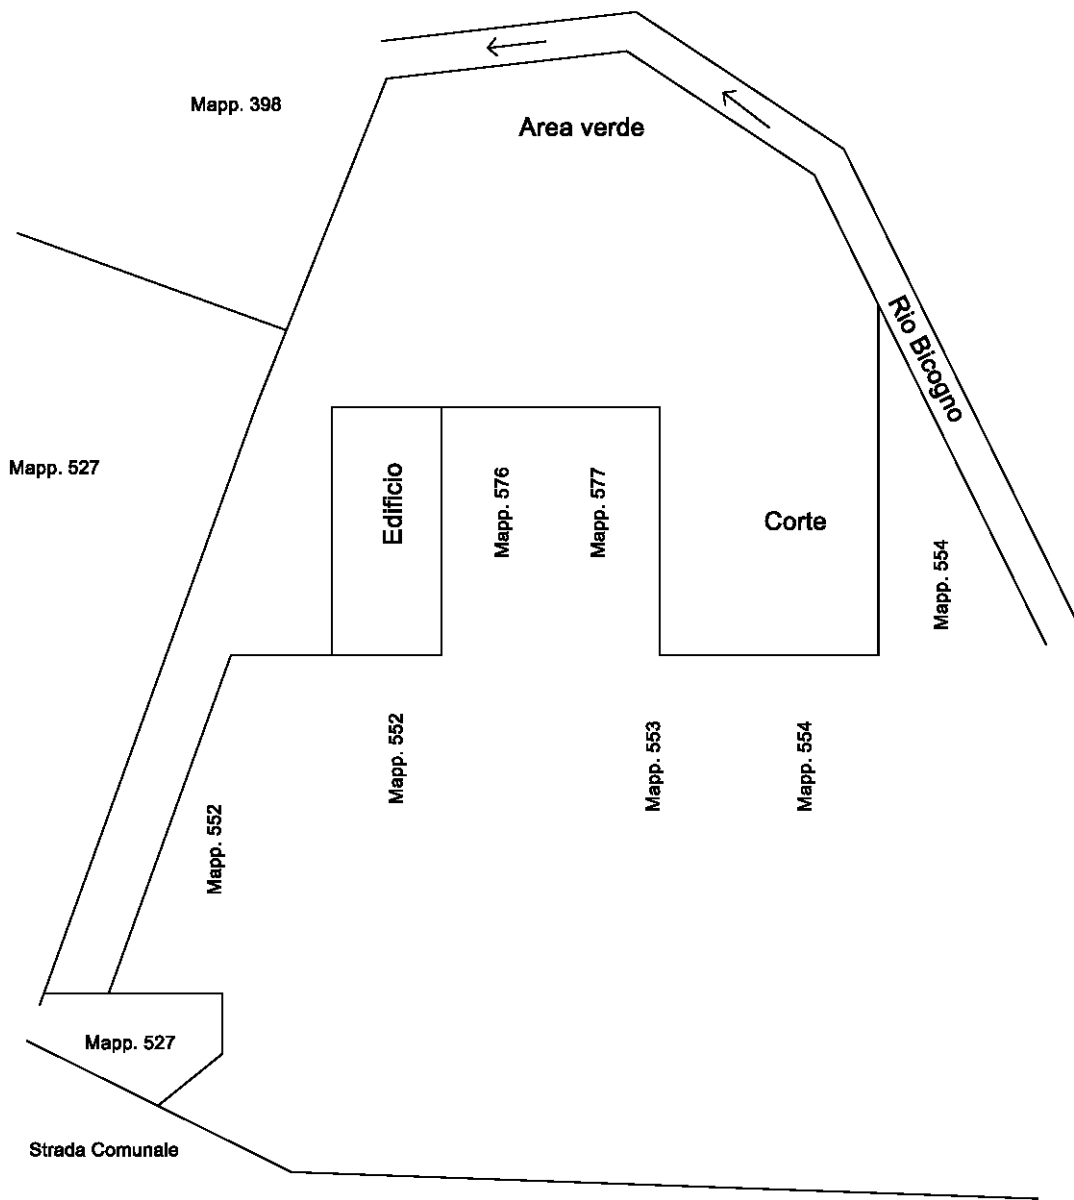 Mapp. 398
Area verde
Rio Bicogno
Mapp. 527
Edificio
Mapp. 576
Mapp. 577
Corte
Mapp. 554
Mapp. 552
Mapp. 553
Mapp. 554
Mapp. 552
Mapp. 527
Strada Comunale